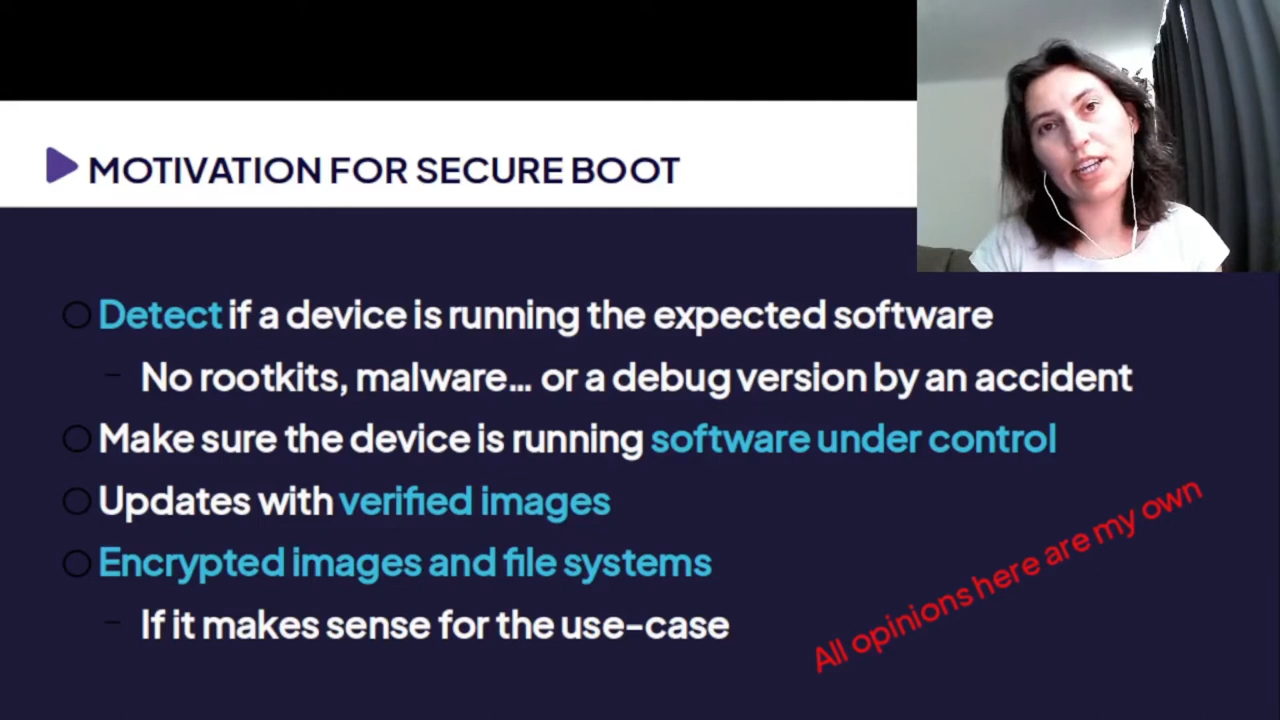 MOTIVATION FOR SECURE BOOT
Detect if a device is running the expected software
No rootkits, malware... or a debug version by an accident
Make sure the device is running software under control
Updates with verified images
Encrypted images and file systems
If it makes sense for the use-case
All opinions here are my own